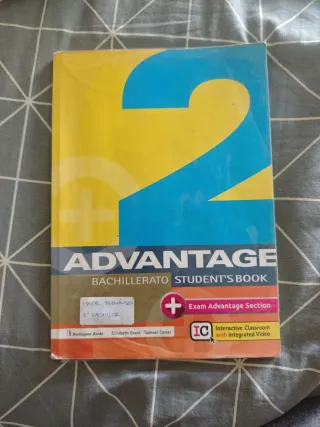 2
ADVANTAGE
BACHILLERATO STUDENT'S BOOK
+ Exam Advantage Section
Burlington Books
IC Interactive Classroom
with Integrated Video